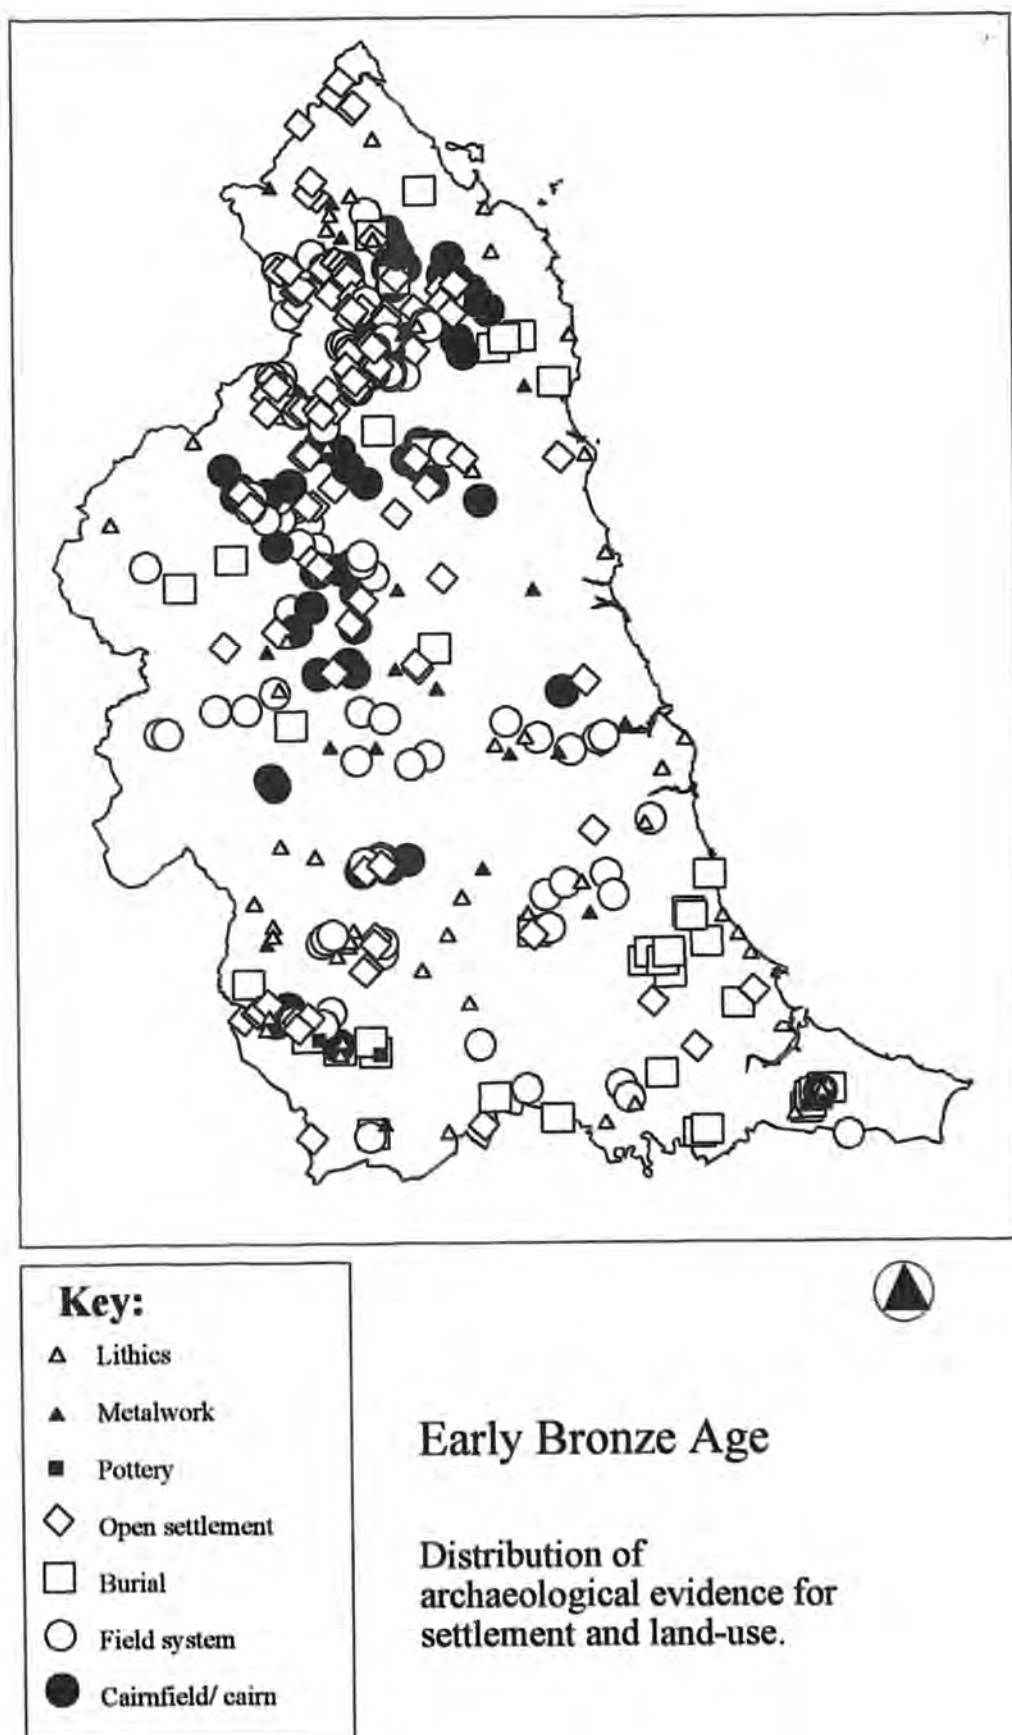 Key:
Lithics
Metalwork
Pottery
Open settlement
Burial
Field system
Cairnfield/ cairn
Early Bronze Age
Distribution of
archaeological evidence for
settlement and land-use.